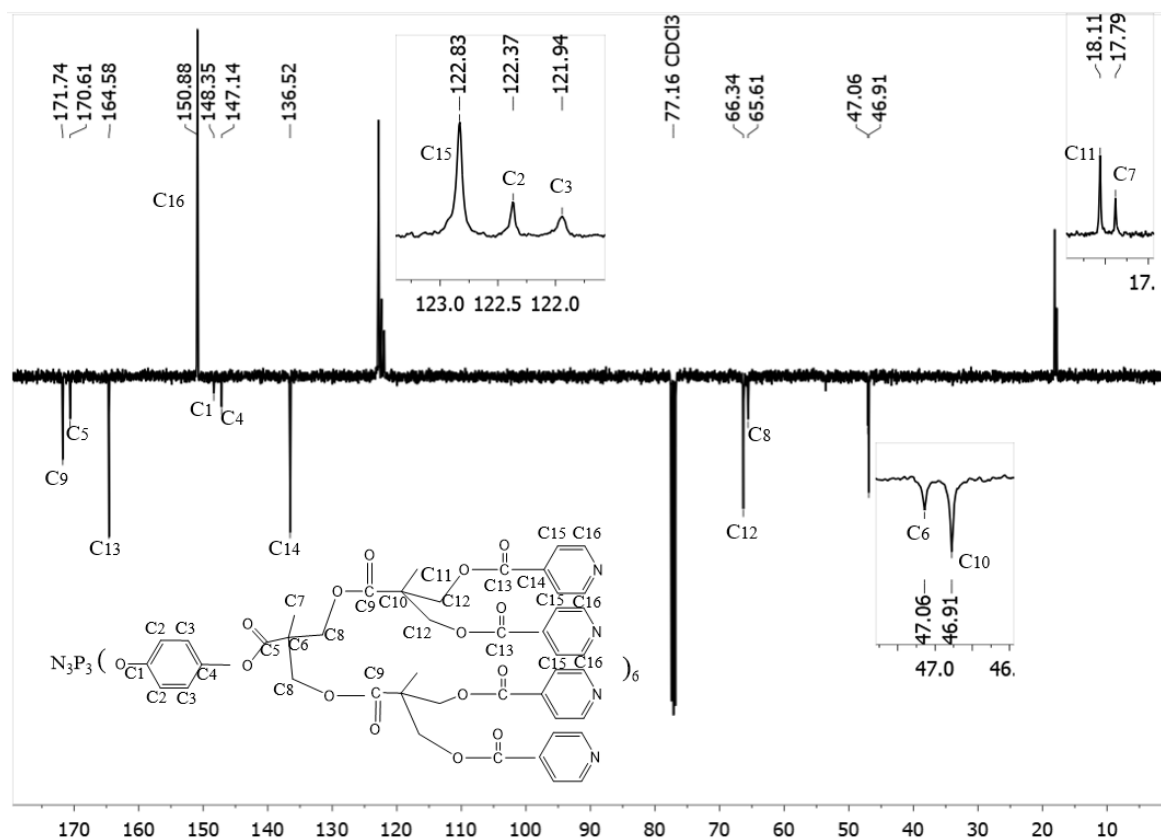 171.74
170.61
164.58
150.88
148.35
147.14
136.52
122.83
122.37
121.94
77.16 CDCl3
66.34
65.61
47.06
46.91
18.11
17.79
C15
C2
C3
123.0 122.5 122.0
C11
C7
17.
C16
C1
C4
C5
C9
C13
C14
C8
C12
C6
C10
47.06
46.91
47.0 46.
O C11 O O C15 C16
C13 C14 N
C7 O C9 C10 C12 C15 C16
C2 C3 O C8 C12 O O N
C5 C6 C13
N3P3 ( O C1 C4 O C9 O C15 C16 )6
C2 C3 C8 O O O N
O
O
O N
170 160 150 140 130 120 110 100 90 80 70 60 50 40 30 20 10